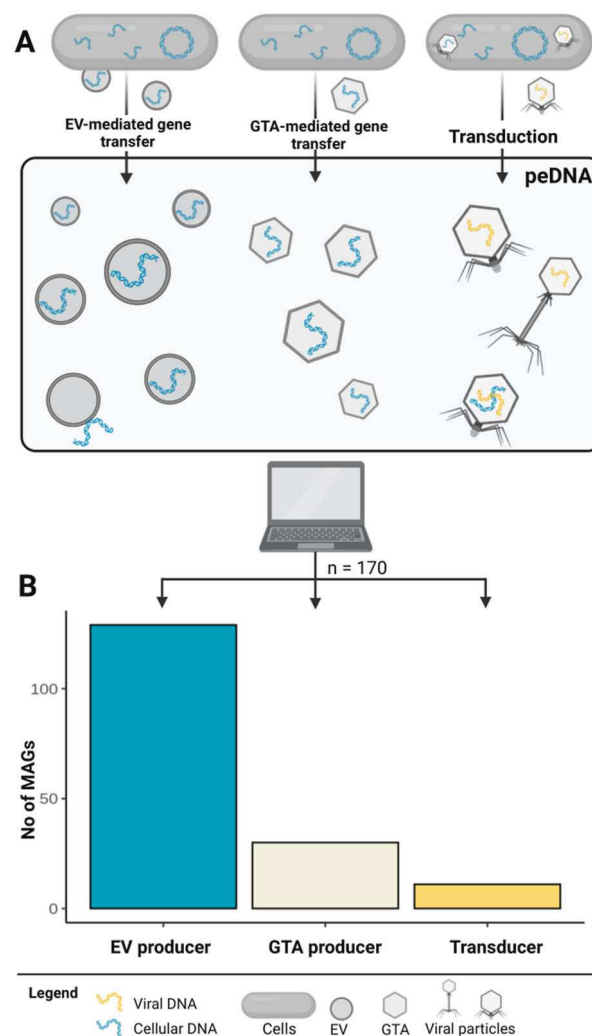 A
EV-mediated gene
transfer
GTA-mediated gene
transfer
Transduction
peDNA
n = 170
B
No of MAGs
100
50
0
EV producer
GTA producer
Transducer
Legend
Viral DNA
Cellular DNA
Cells
EV
GTA
Viral particles